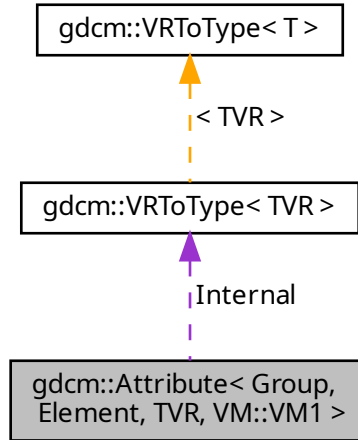 gdcm::VRToType< T >
< TVR >
gdcm::VRToType< TVR >
Internal
gdcm::Attribute< Group,
Element, TVR, VM::VM1 >